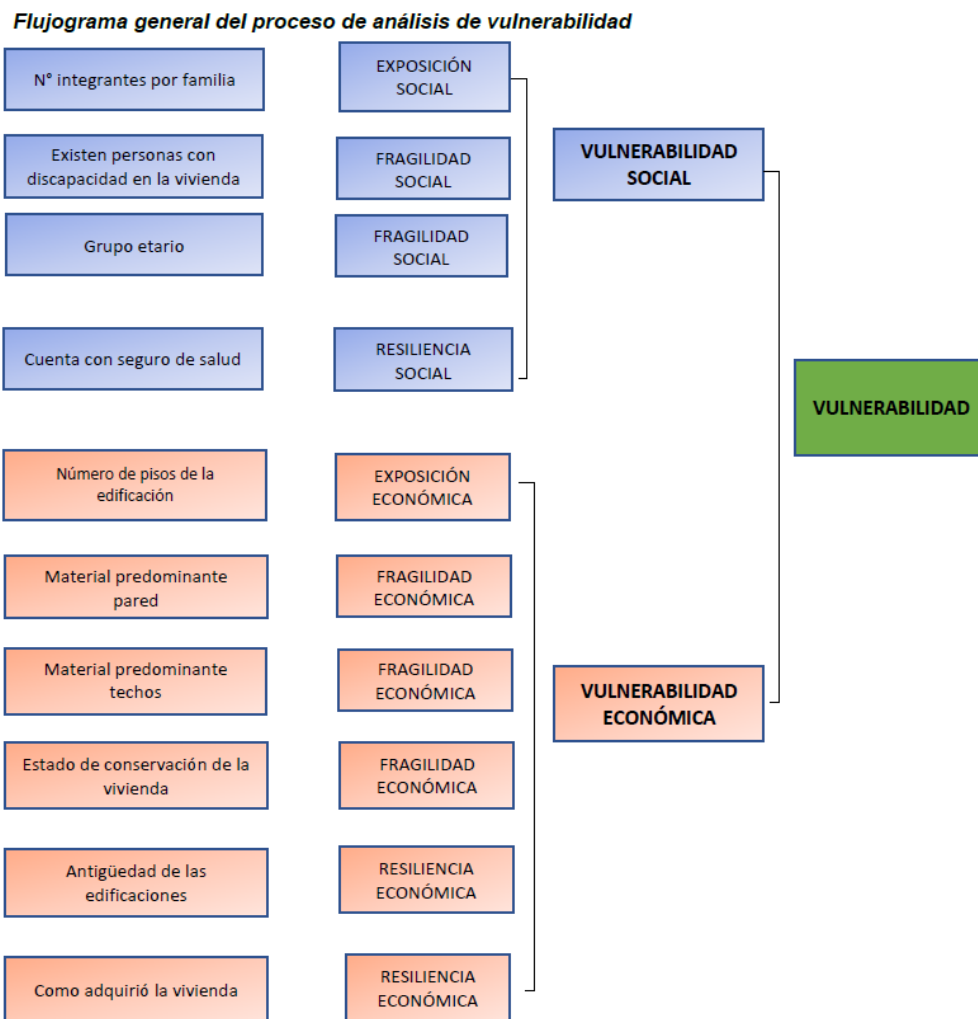 Flujograma general del proceso de análisis de vulnerabilidad
N° integrantes por familia
EXPOSICIÓN
SOCIAL
Existen personas con
discapacidad en la vivienda
FRAGILIDAD
SOCIAL
VULNERABILIDAD
SOCIAL
Grupo etario
FRAGILIDAD
SOCIAL
Cuenta con seguro de salud
RESILIENCIA
SOCIAL
VULNERABILIDAD
Número de pisos de la
edificación
EXPOSICIÓN
ECONÓMICA
Material predominante
pared
FRAGILIDAD
ECONÓMICA
Material predominante
techos
FRAGILIDAD
ECONÓMICA
VULNERABILIDAD
ECONÓMICA
Estado de conservación de la
vivienda
FRAGILIDAD
ECONÓMICA
Antigüedad de las
edificaciones
RESILIENCIA
ECONÓMICA
Como adquirió la vivienda
RESILIENCIA
ECONÓMICA